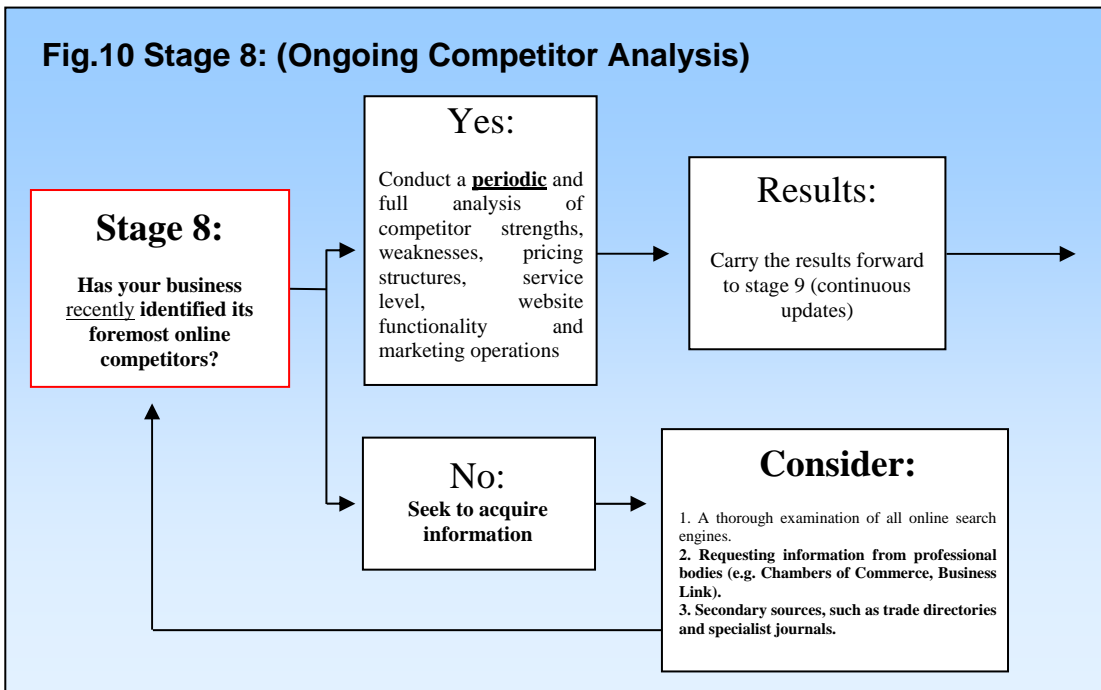 Fig.10 Stage 8: (Ongoing Competitor Analysis)
Stage 8:
Has your business
recently identified its
foremost online
competitors?
Yes:
Conduct a periodic and
full analysis of
competitor strengths,
weaknesses, pricing
structures, service
level, website
functionality and
marketing operations
Results:
Carry the results forward
to stage 9 (continuous
updates)
No:
Seek to acquire
information
Consider:
1. A thorough examination of all online search
engines.
2. Requesting information from professional
bodies (e.g. Chambers of Commerce, Business
Link).
3. Secondary sources, such as trade directories
and specialist journals.